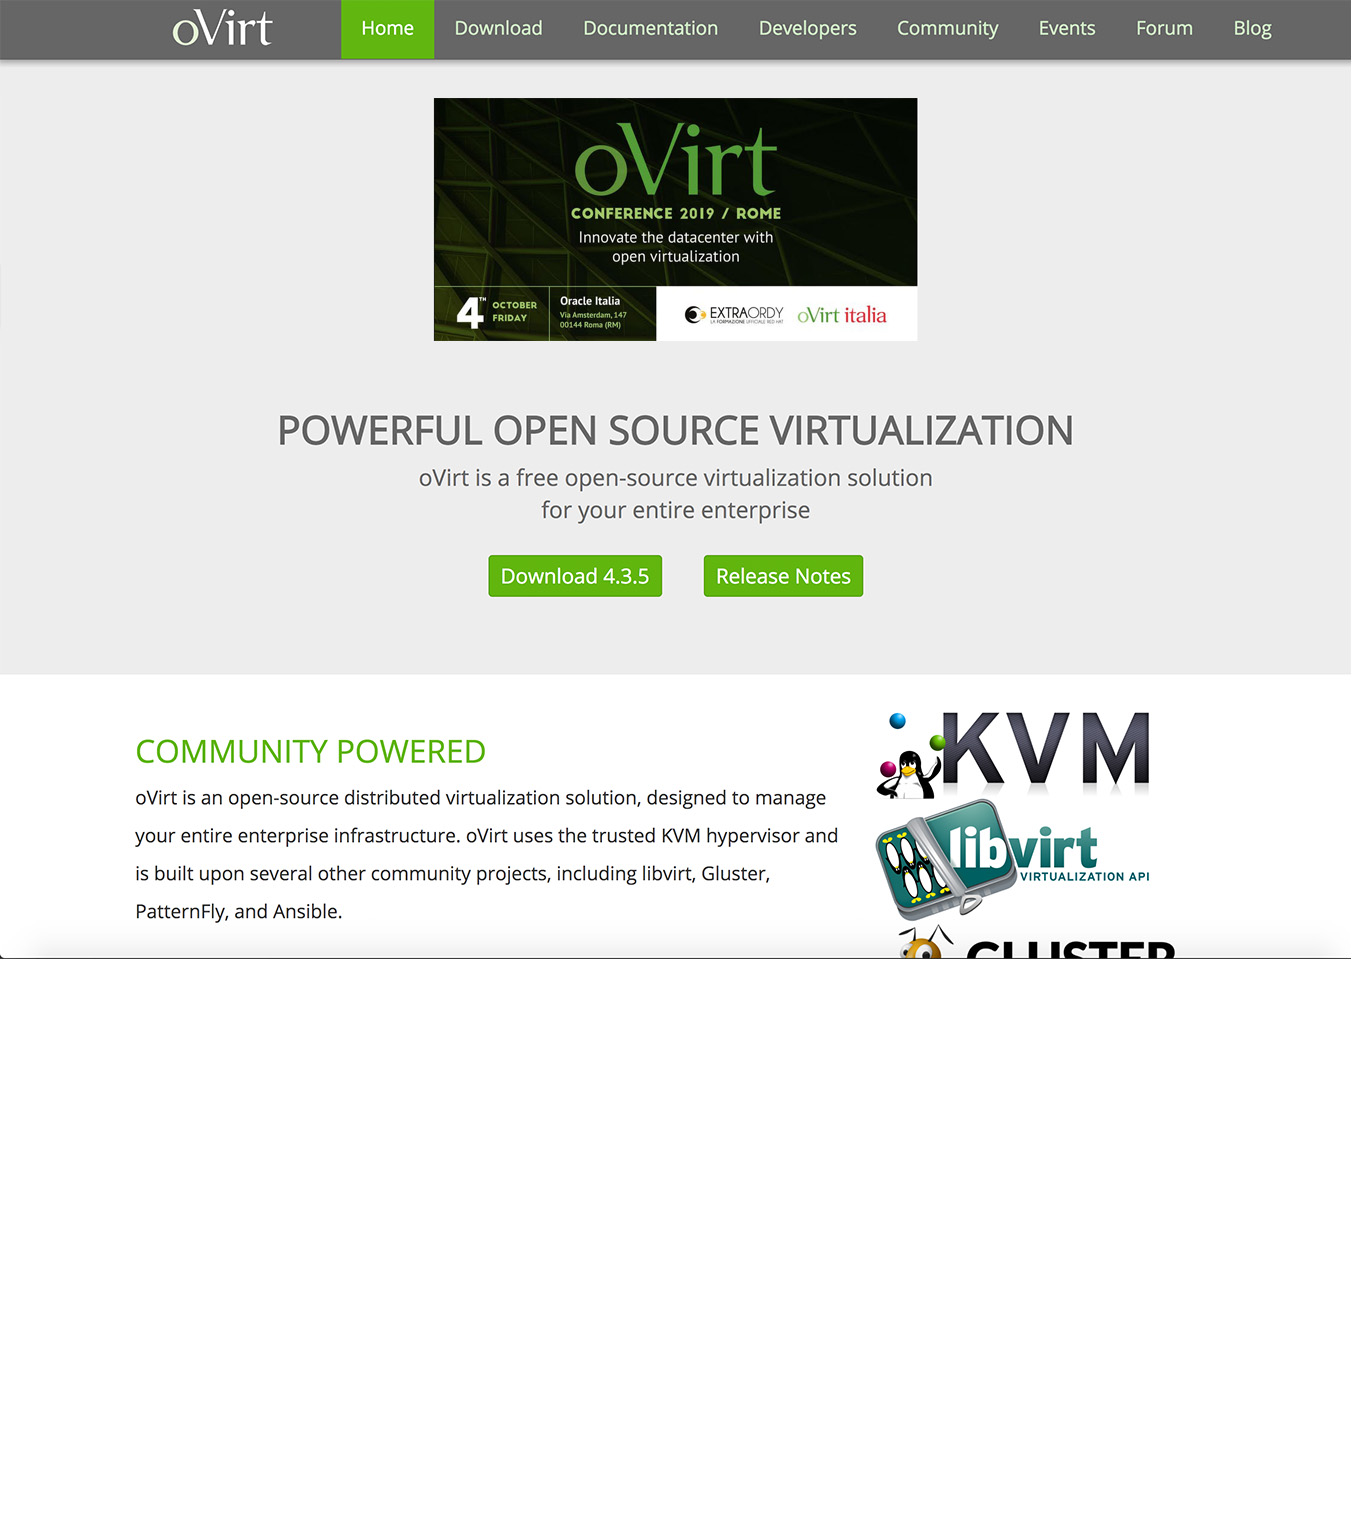 oVirt
Home
Download
Documentation
Developers
Community
Events
Forum
Blog
oVirt
CONFERENCE 2019 / ROME
Innovate the datacenter with
open virtualization
4TH
OCTOBER
FRIDAY
Oracle Italia
Via Amsterdam, 147
00144 Roma (RM)
EXTRAORDY
LA FORMAZIONE UFFICIALE RED HAT
oVirt italia
POWERFUL OPEN SOURCE VIRTUALIZATION
oVirt is a free open-source virtualization solution
for your entire enterprise
Download 4.3.5
Release Notes
COMMUNITY POWERED
oVirt is an open-source distributed virtualization solution, designed to manage
your entire enterprise infrastructure. oVirt uses the trusted KVM hypervisor and
is built upon several other community projects, including libvirt, Gluster,
PatternFly, and Ansible.
KVM
libvirt
VIRTUALIZATION API
GLUSTER